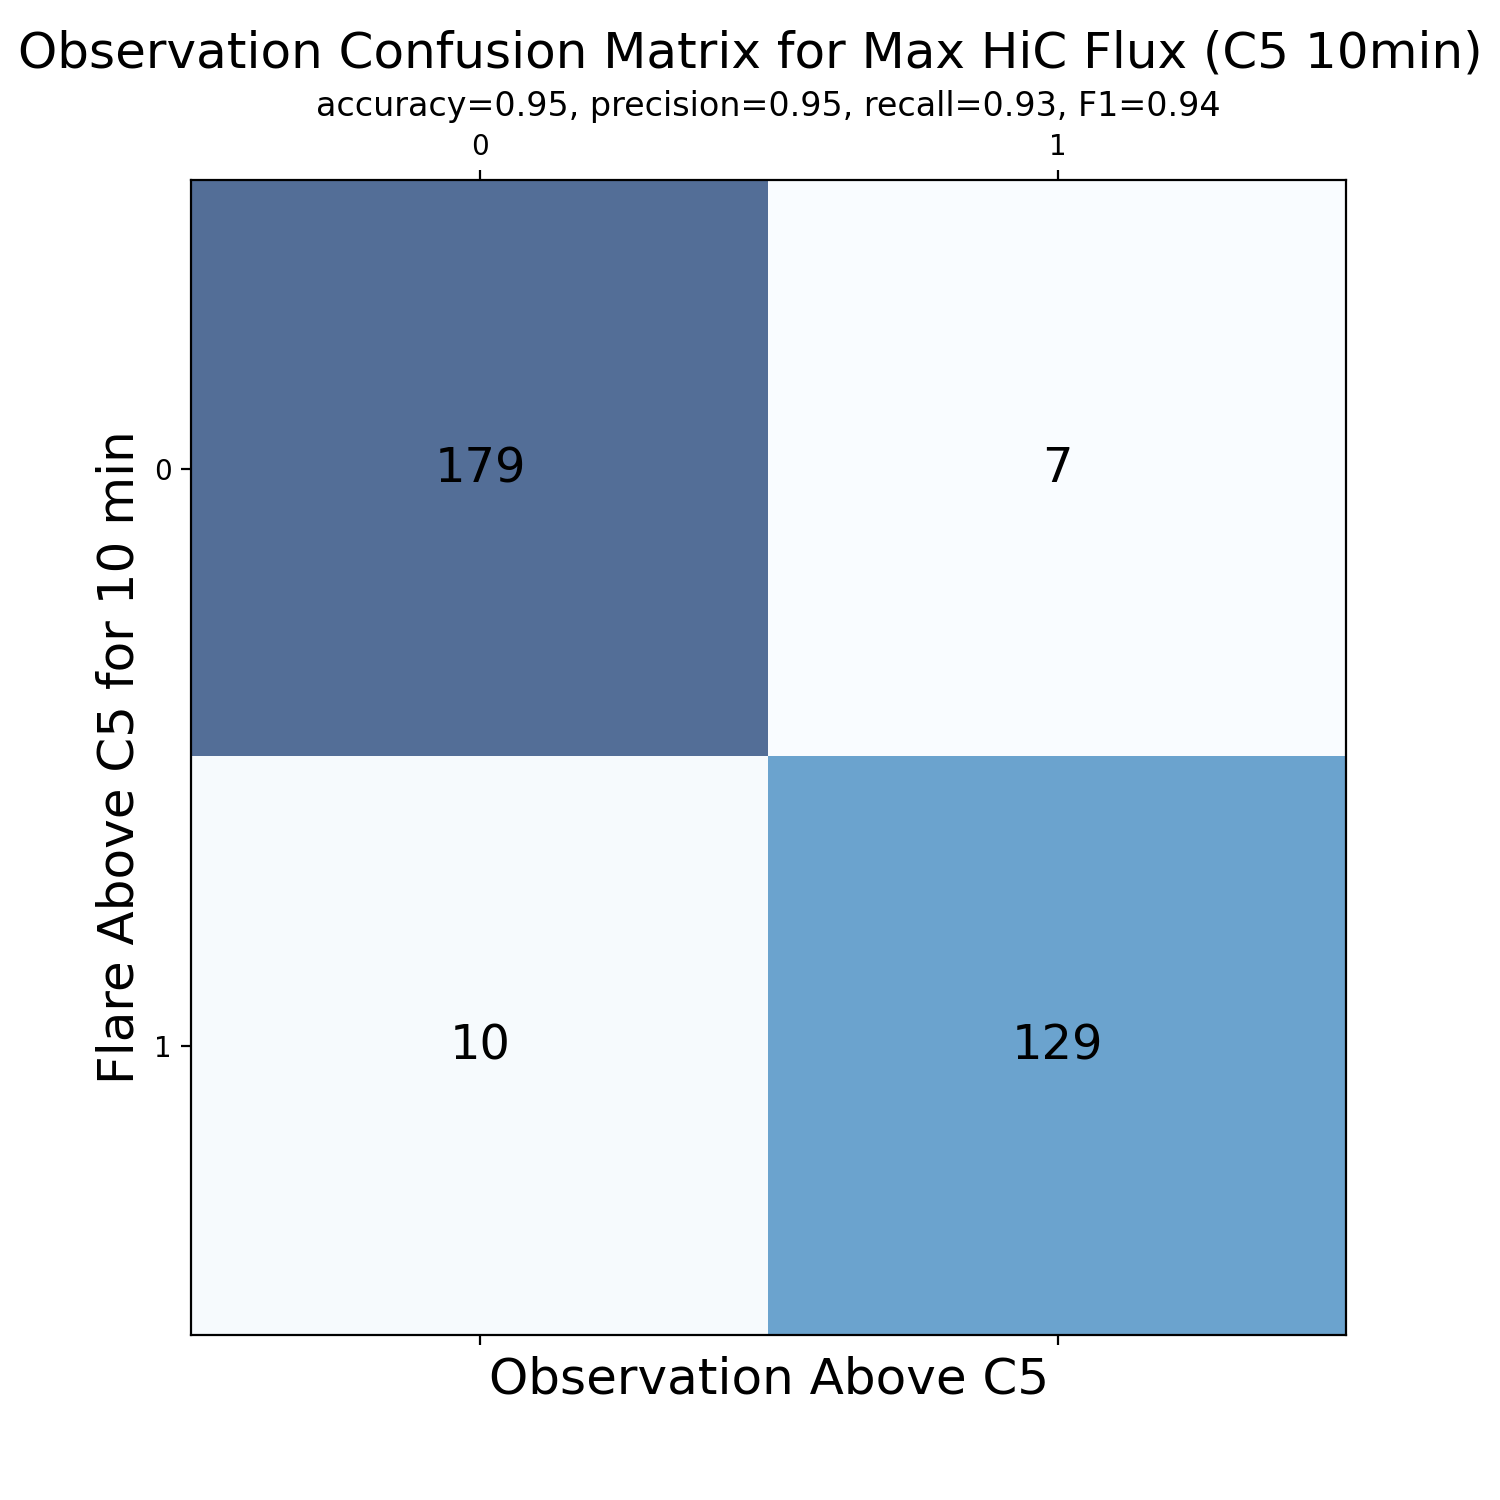 Observation Confusion Matrix for Max HiC Flux (C5 10min)
accuracy=0.95, precision=0.95, recall=0.93, F1=0.94
0 1
Flare Above C5 for 10 min
0 179 7
1 10 129
Observation Above C5